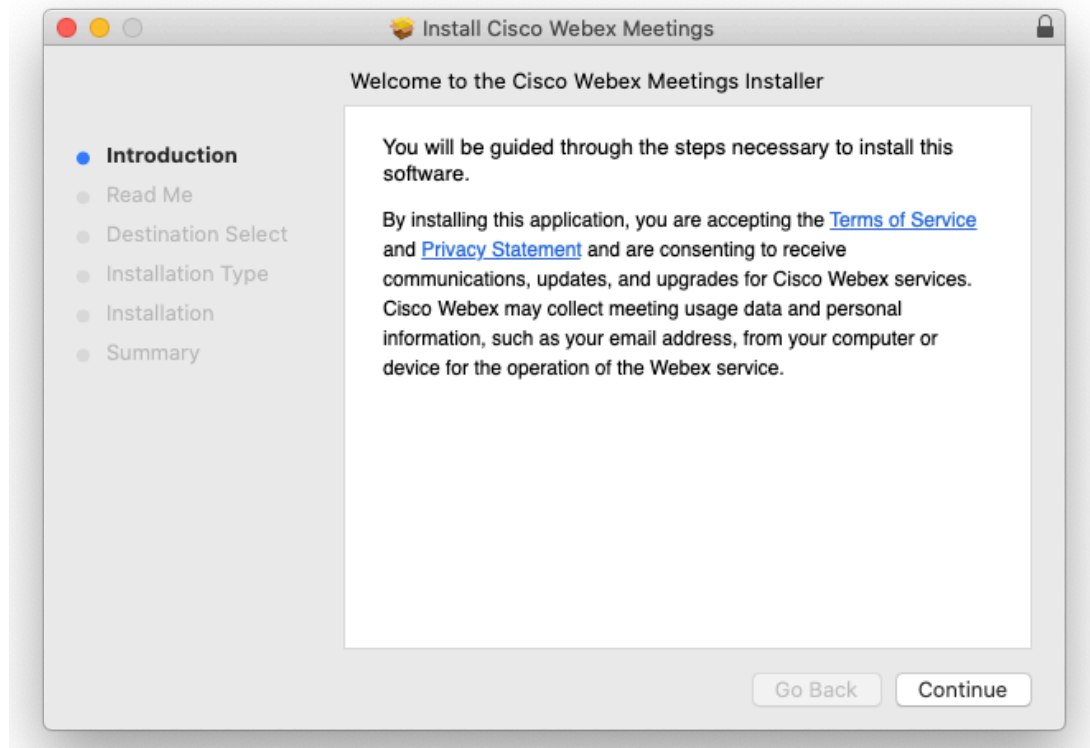 Install Cisco Webex Meetings
Welcome to the Cisco Webex Meetings Installer
Introduction
Read Me
Destination Select
Installation Type
Installation
Summary
You will be guided through the steps necessary to install this
software.
By installing this application, you are accepting the Terms of Service
and Privacy Statement and are consenting to receive
communications, updates, and upgrades for Cisco Webex services.
Cisco Webex may collect meeting usage data and personal
information, such as your email address, from your computer or
device for the operation of the Webex service.
Go Back
Continue